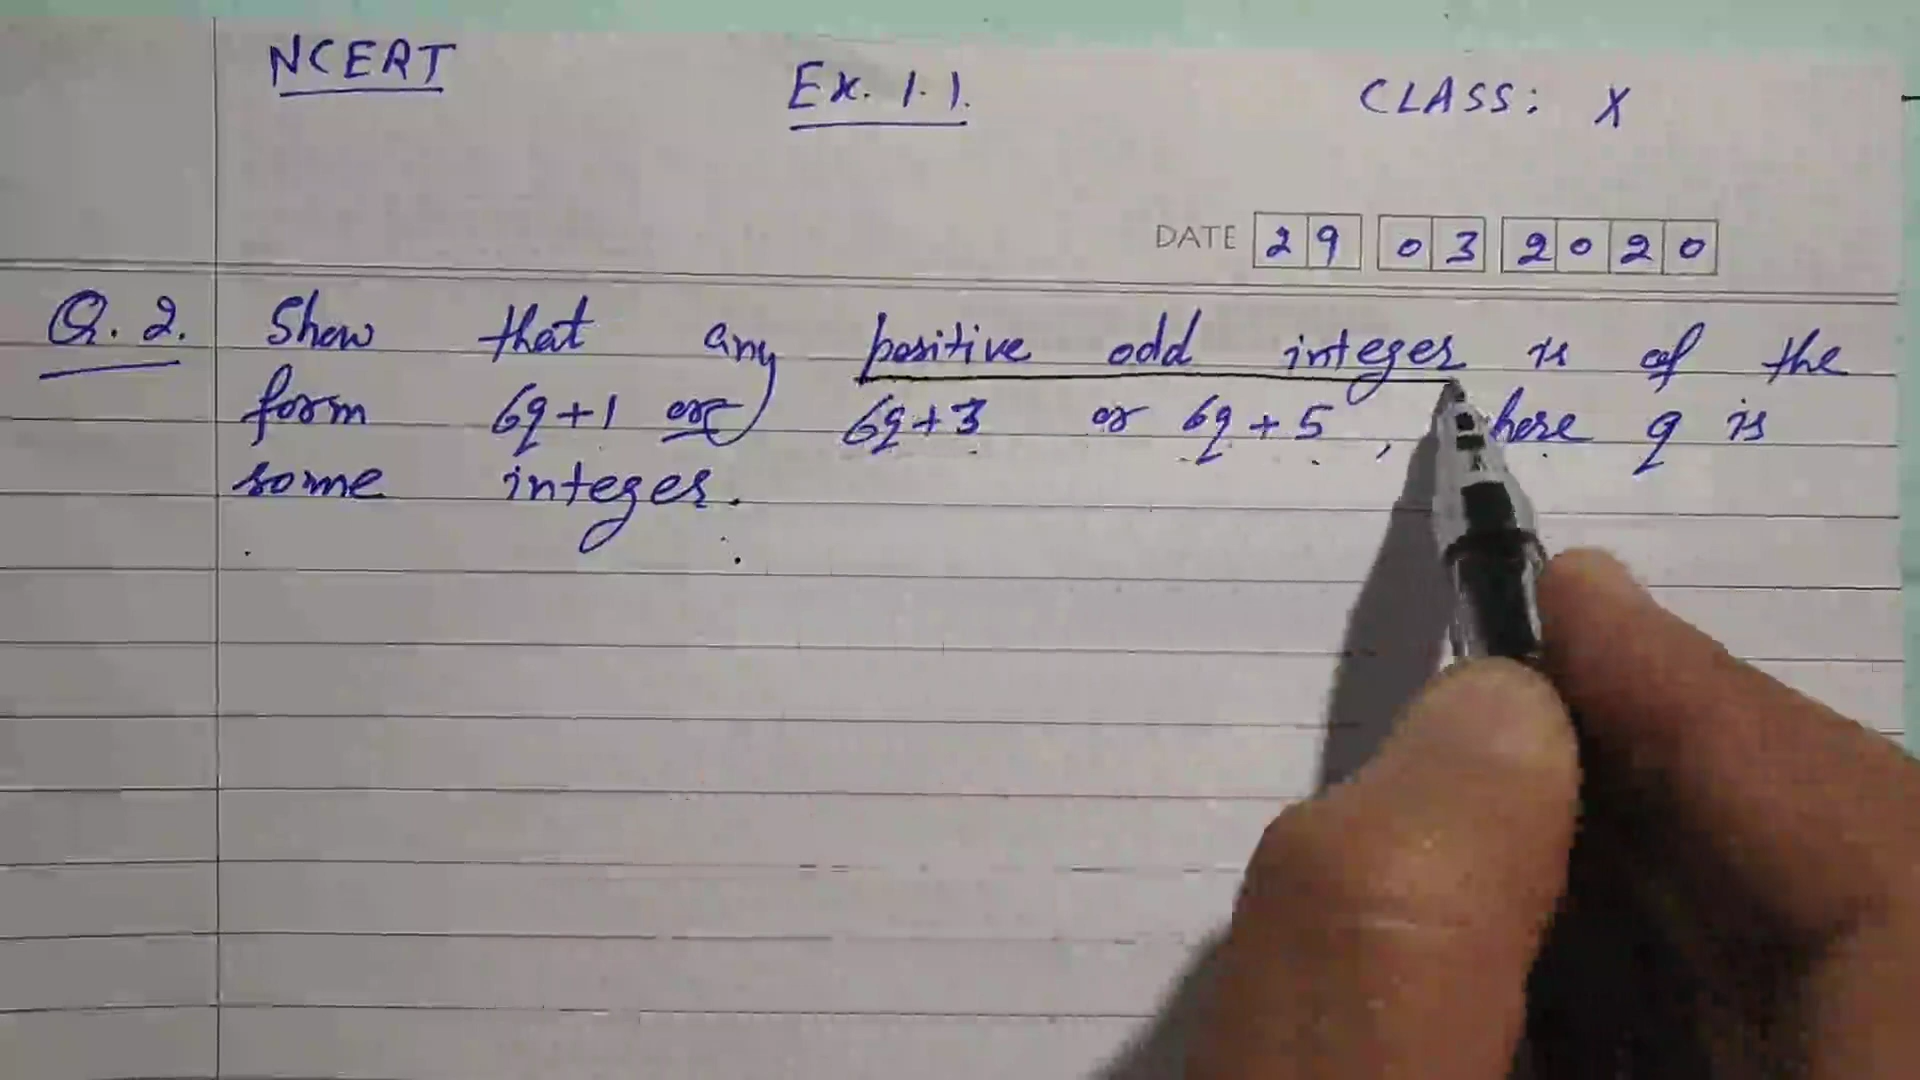 NCERT Ex. 1.1. CLASS: X
DATE 29 03 2020
Q. 2. Show that any positive odd integer is of the
form 6q+1 or 6q+3 or 6q+5, here q is
some integer.